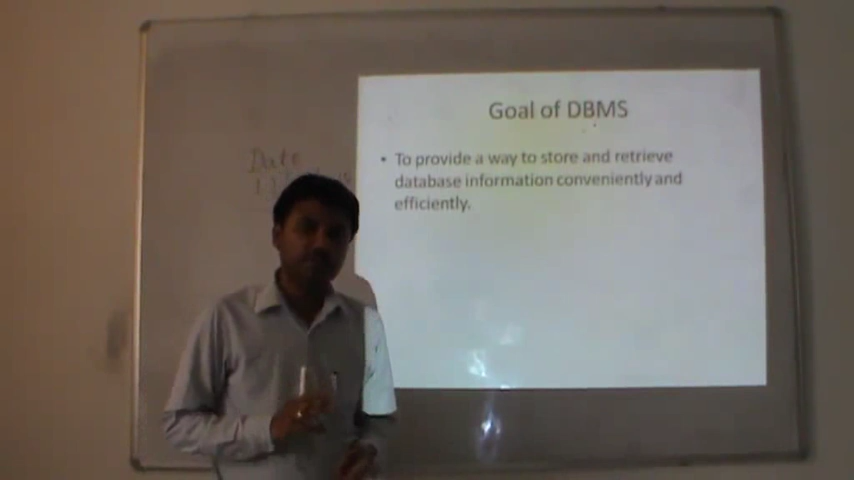 Goal of DBMS
Date
• To provide a way to store and retrieve
database information conveniently and
efficiently.